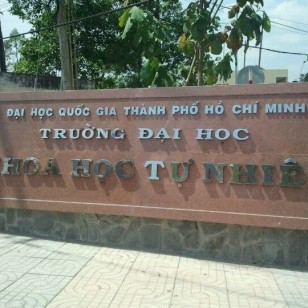 ĐẠI HỌC QUỐC GIA THÀNH PHỐ HỒ CHÍ MINH
TRƯỜNG ĐẠI HỌC
HOA HỌC TỰ NHIÊ